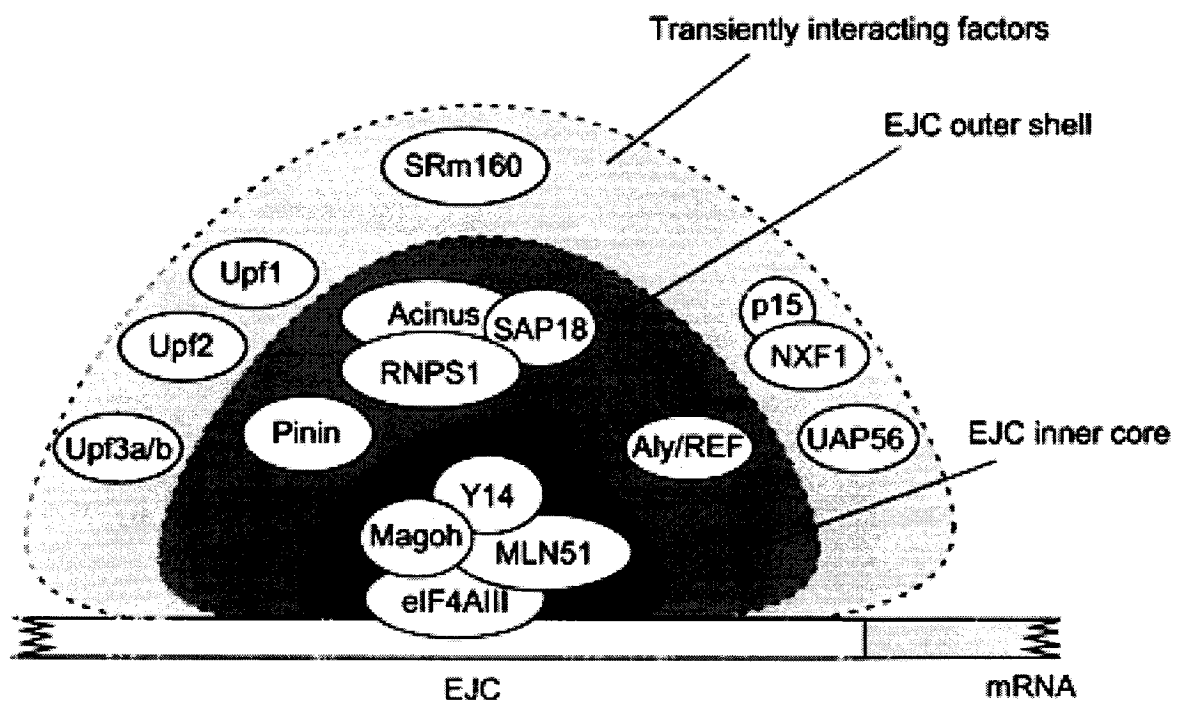 Transiently interacting factors
EJC outer shell
SRm160
Upf1
Acinus
SAP18
p15
Upf2
RNPS1
NXF1
Upf3a/b
Pinin
Aly/REF
UAP56
EJC inner core
Y14
Magoh
MLN51
eIF4AIII
EJC
mRNA